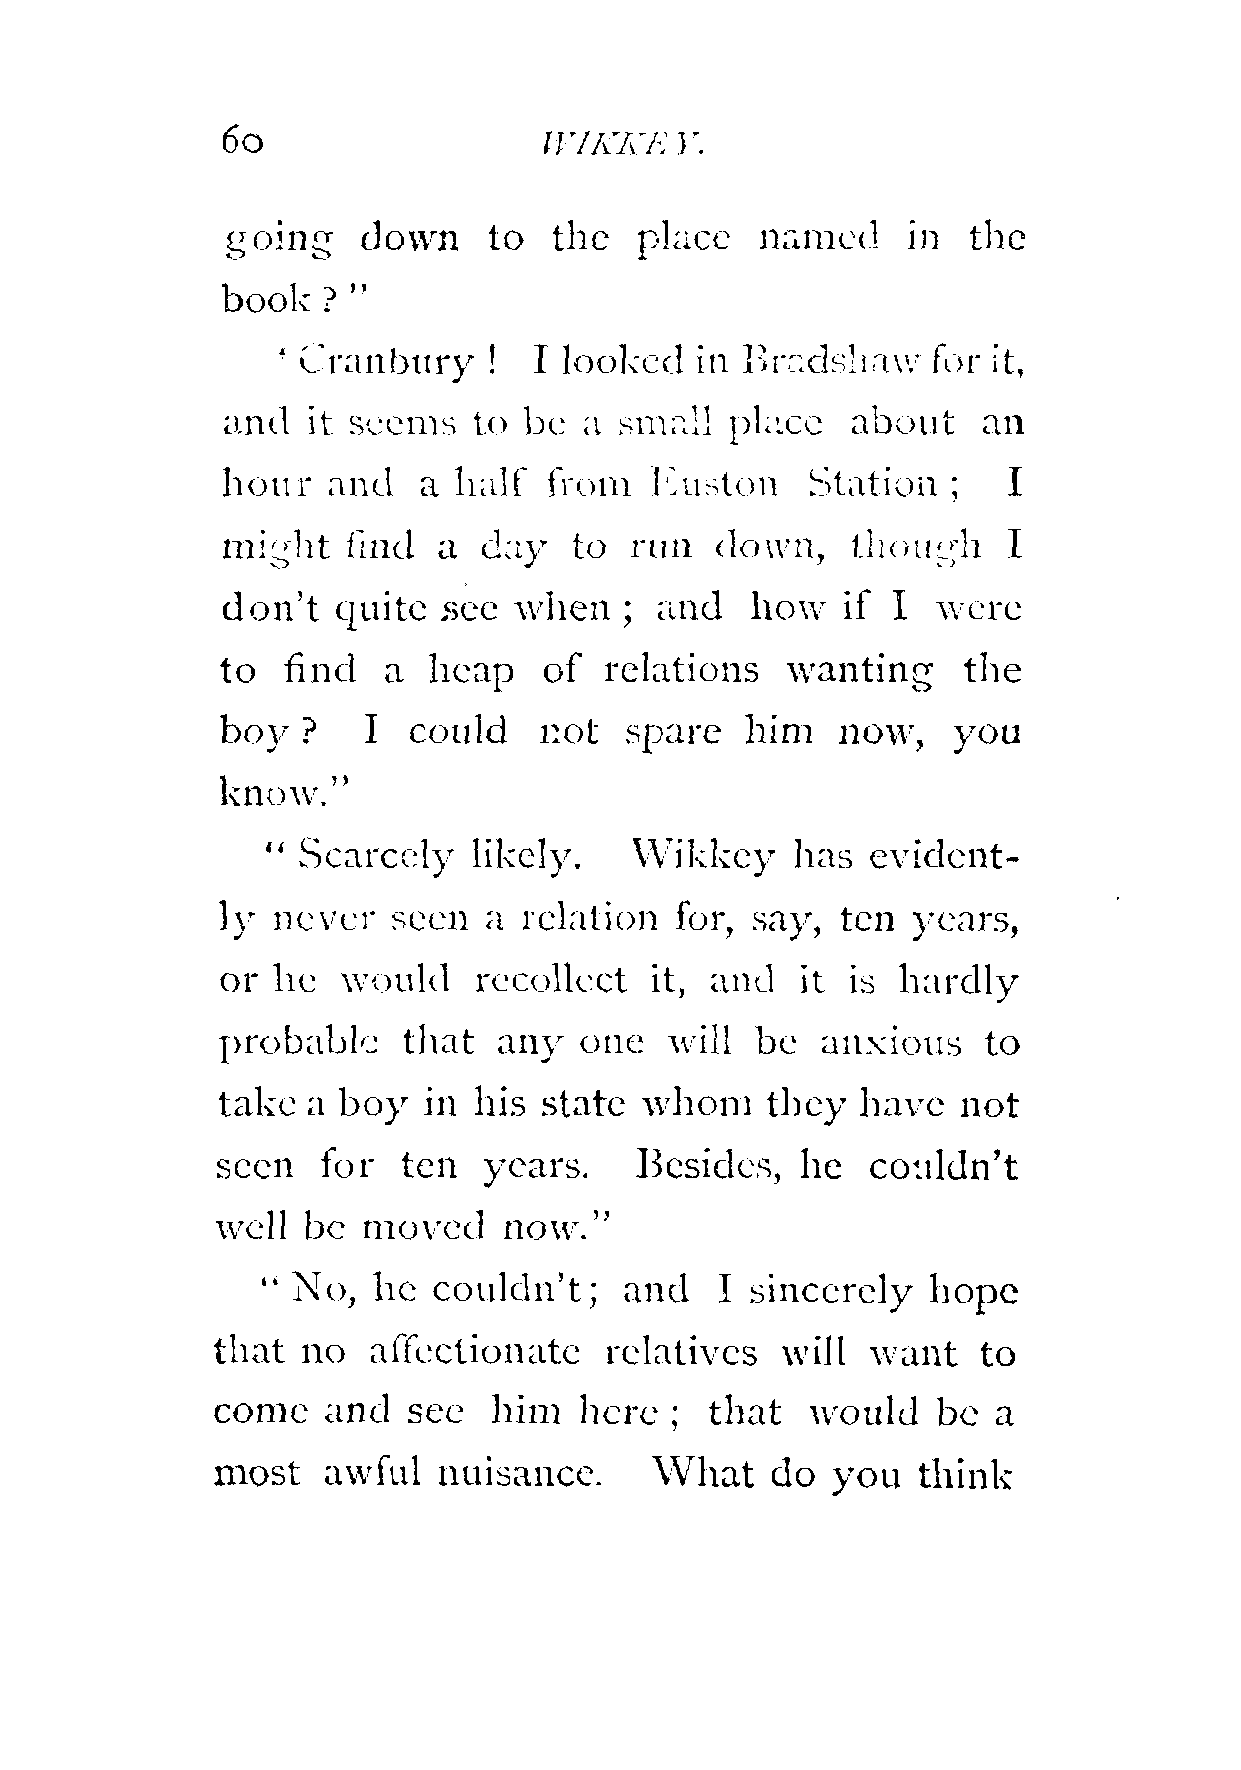 60 WIKKEY.
going down to the place named in the
book ? "
‘ Cranbury ! I looked in Bradshaw for it,
and it seems to be a small place about an
hour and a half from Euston Station ; I
might find a day to run down, though I
don't quite see when ; and how if I were
to find a heap of relations wanting the
boy ? I could not spare him now, you
know."
" Scarcely likely. Wikkey has evident-
ly never seen a relation for, say, ten years,
or he would recollect it, and it is hardly
probable that any one will be anxious to
take a boy in his state whom they have not
seen for ten years. Besides, he couldn't
well be moved now."
" No, he couldn't; and I sincerely hope
that no affectionate relatives will want to
come and see him here ; that would be a
most awful nuisance. What do you think